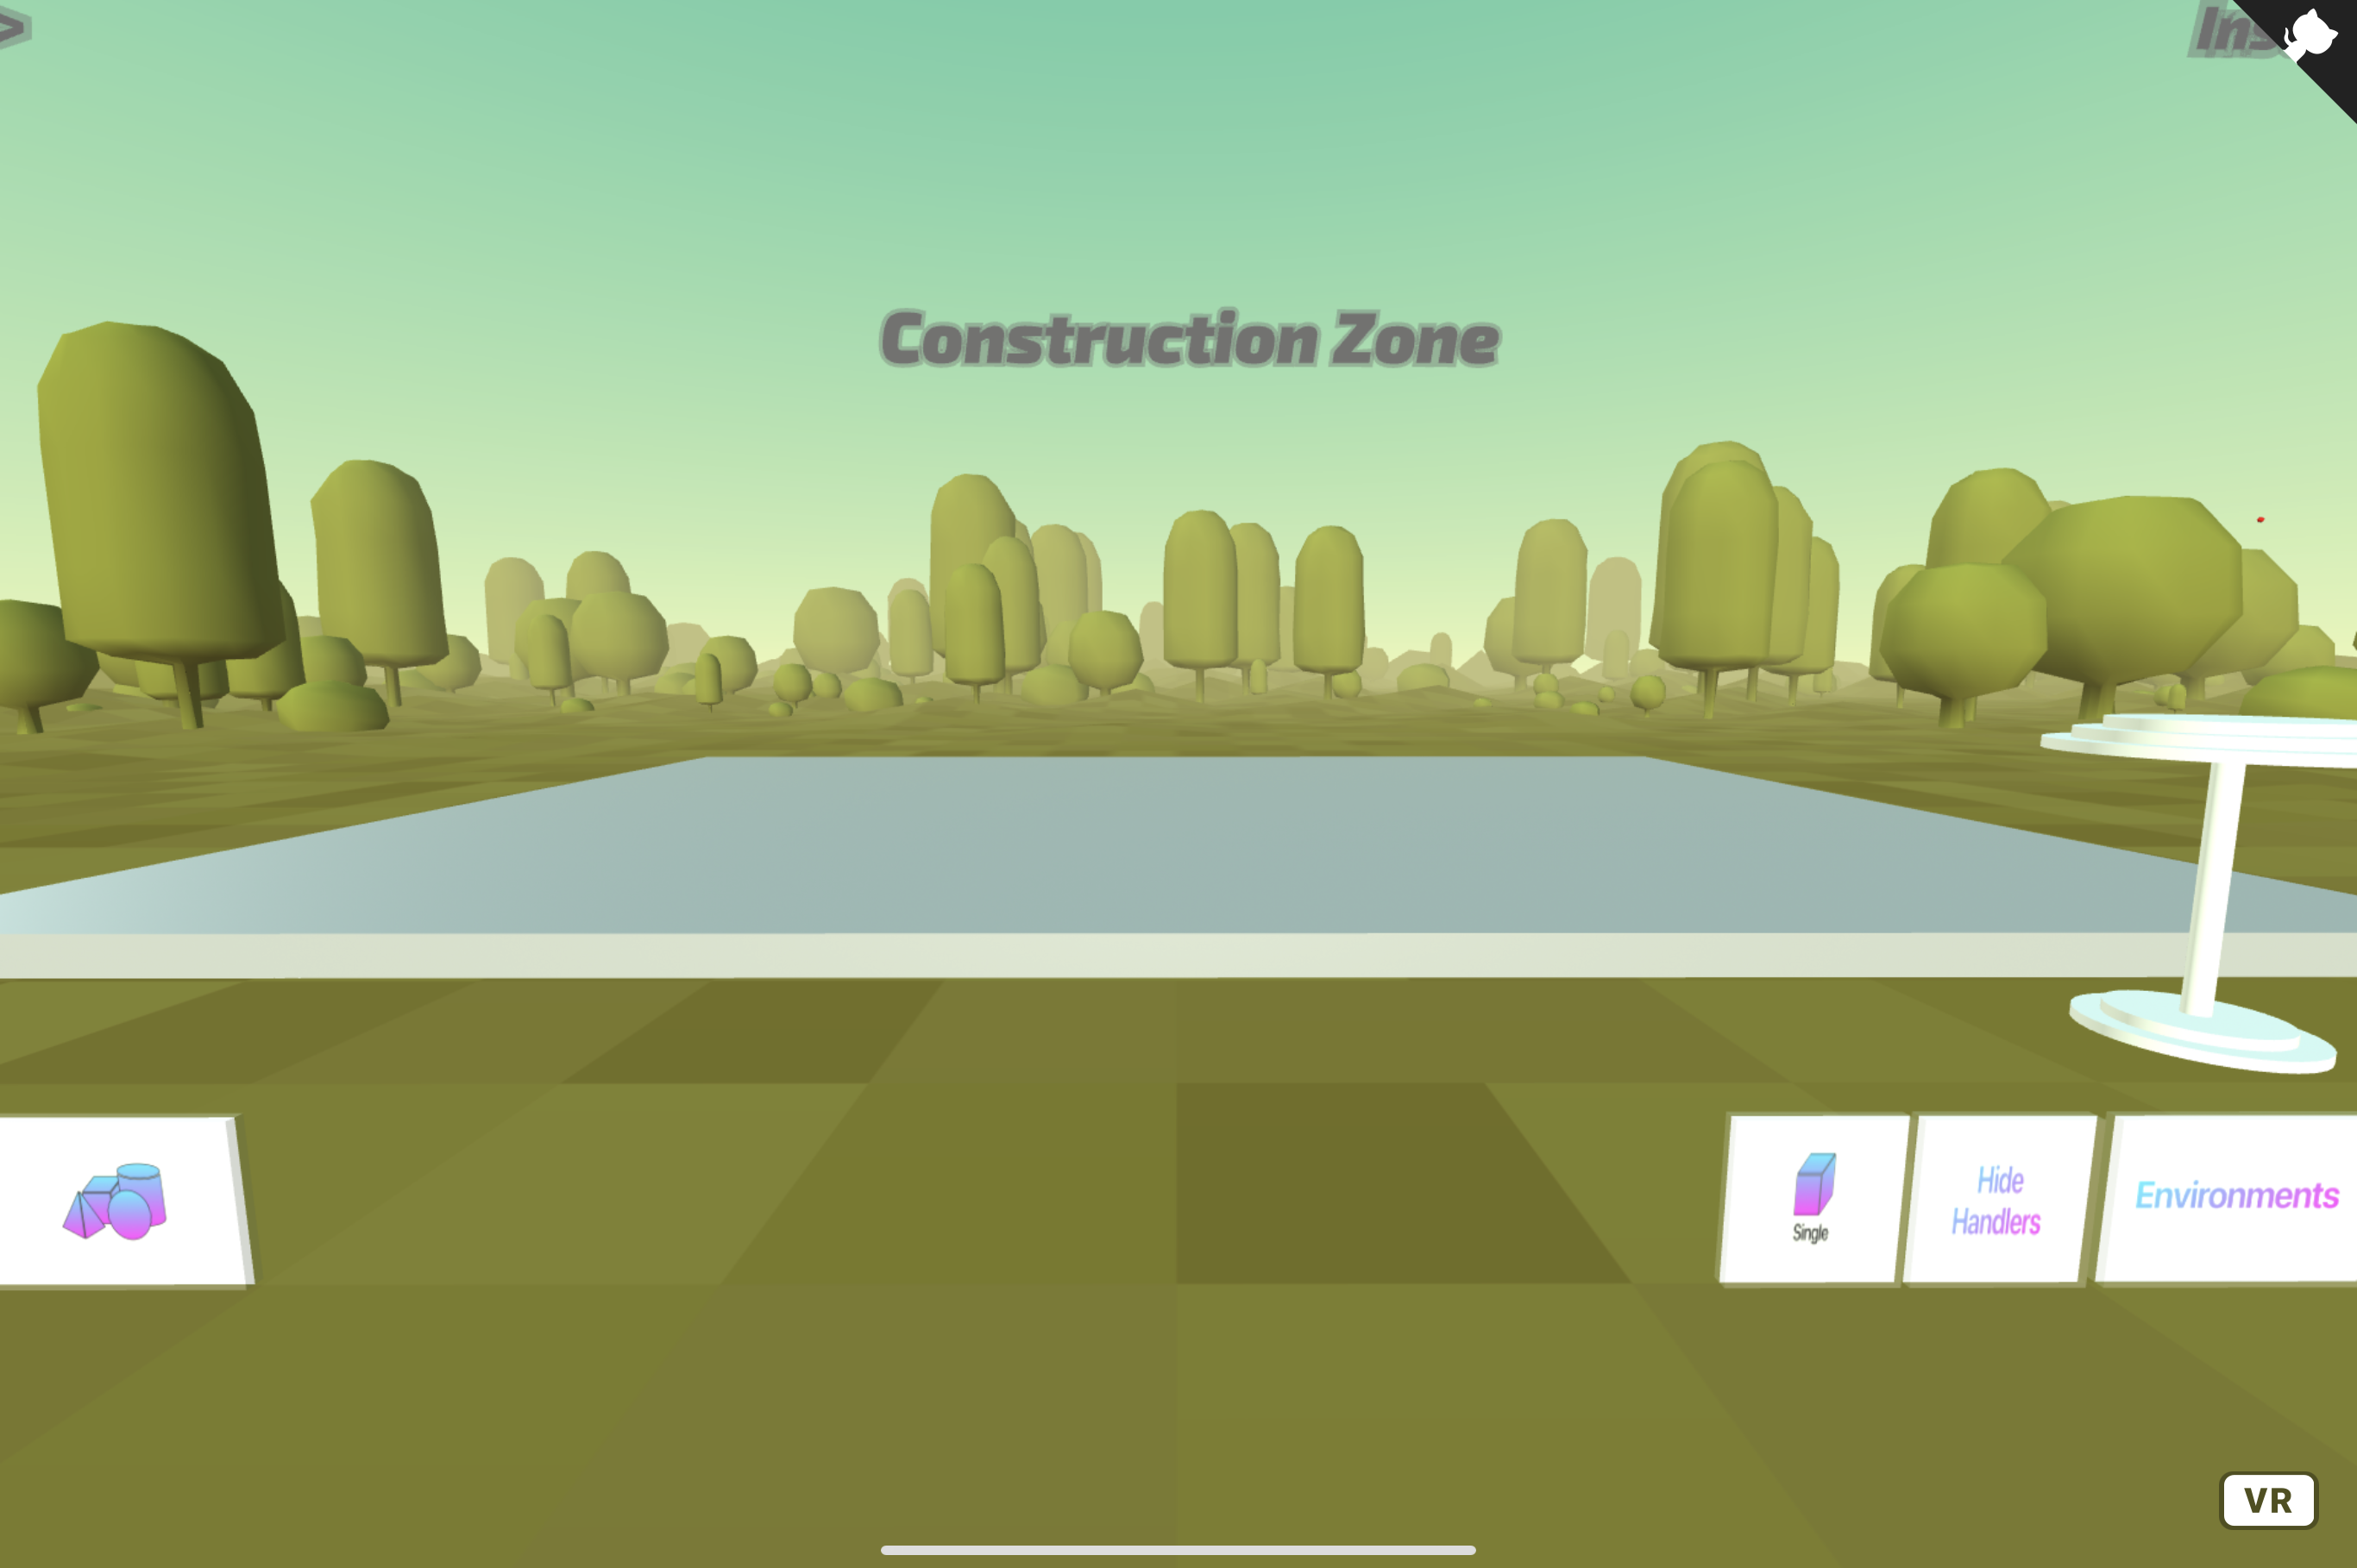 >
Construction Zone
Single
Hide
Handlers
Environments
VR